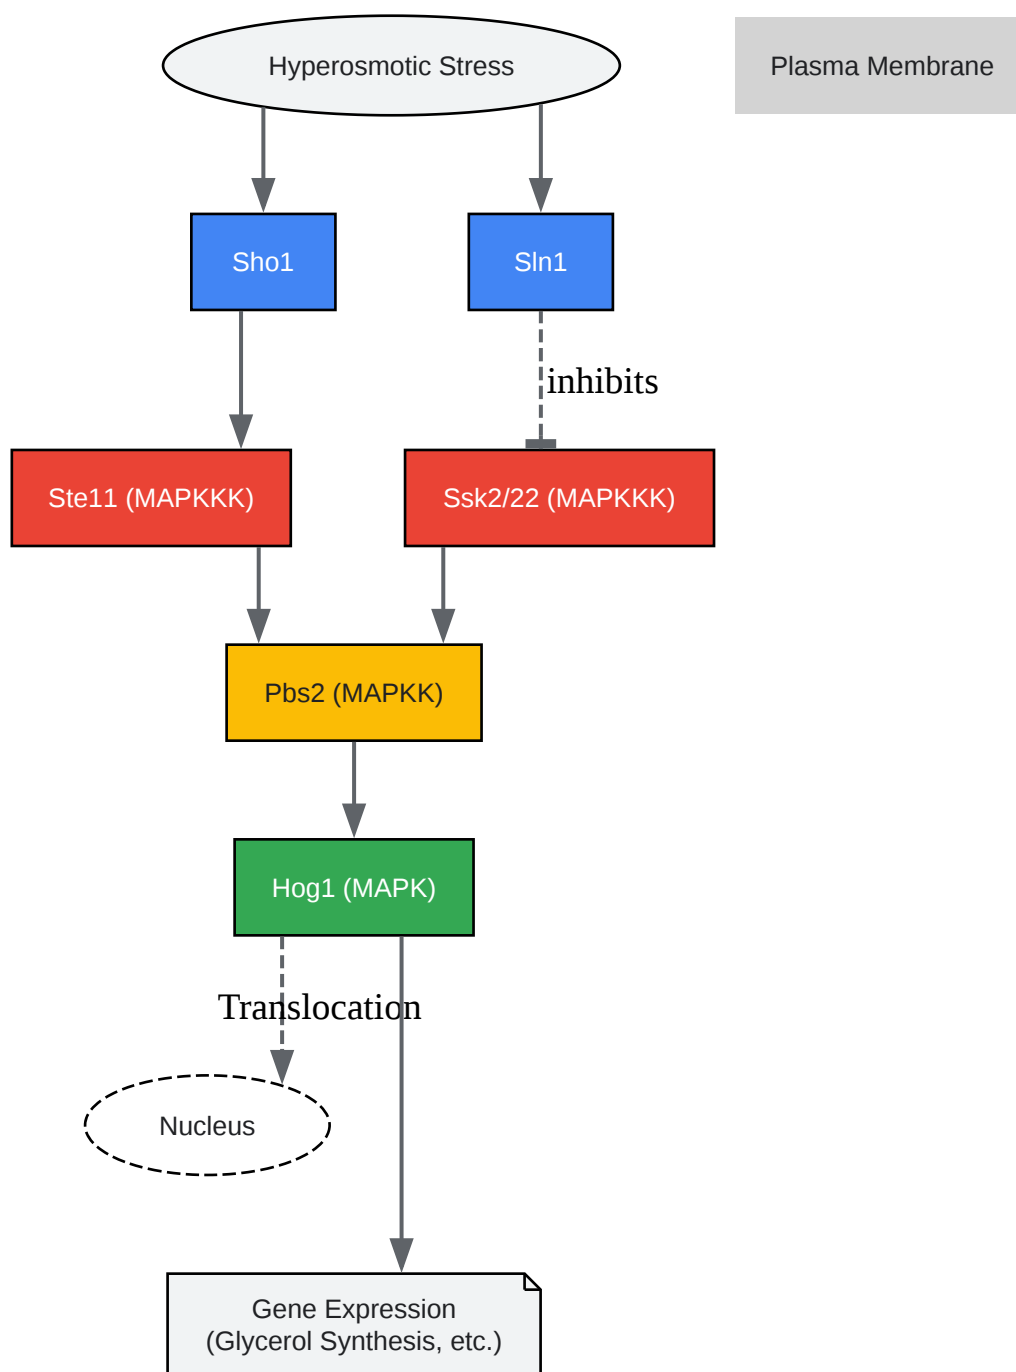 Hyperosmotic Stress
Plasma Membrane
Sho1
Sln1
inhibits
Ste11 (MAPKKK)
Ssk2/22 (MAPKKK)
Pbs2 (MAPKK)
Hog1 (MAPK)
Translocation
Nucleus
Gene Expression
(Glycerol Synthesis, etc.)